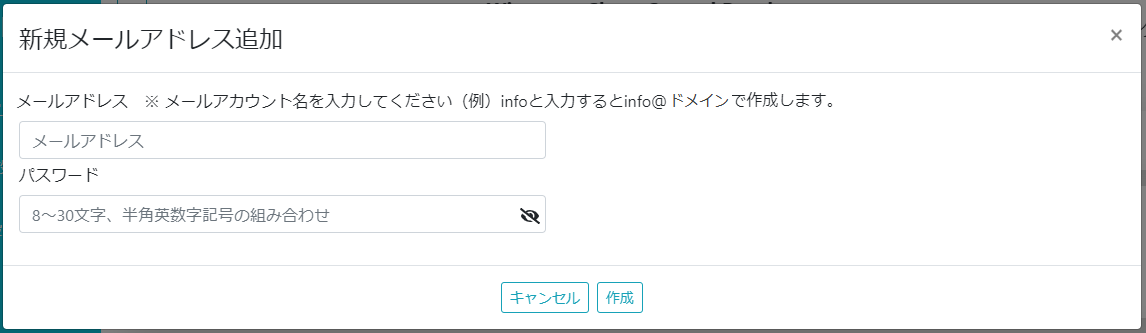 新規メールアドレス追加
×
メールアドレス　※ メールアカウント名を入力してください（例）infoと入力するとinfo@ドメインで作成します。
メールアドレス
パスワード
8〜30文字、半角英数字記号の組み合わせ
キャンセル 作成